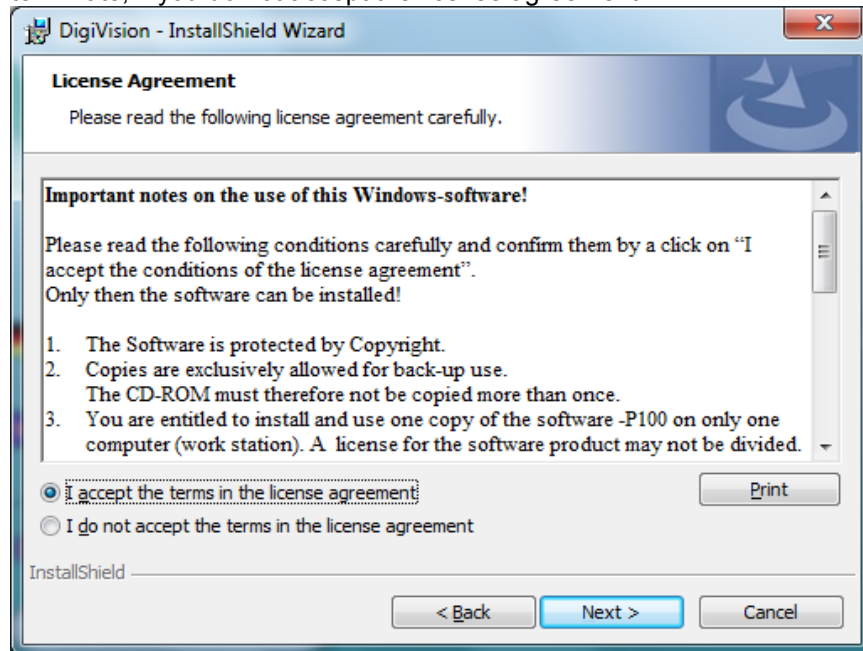 DigiVision - InstallShield Wizard
License Agreement
Please read the following license agreement carefully.
Important notes on the use of this Windows-software!
Please read the following conditions carefully and confirm them by a click on “I
accept the conditions of the license agreement”.
Only then the software can be installed!
1. The Software is protected by Copyright.
2. Copies are exclusively allowed for back-up use.
The CD-ROM must therefore not be copied more than once.
3. You are entitled to install and use one copy of the software -P100 on only one
computer (work station). A license for the software product may not be divided.
I accept the terms in the license agreement
Print
I do not accept the terms in the license agreement
InstallShield
< Back Next > Cancel